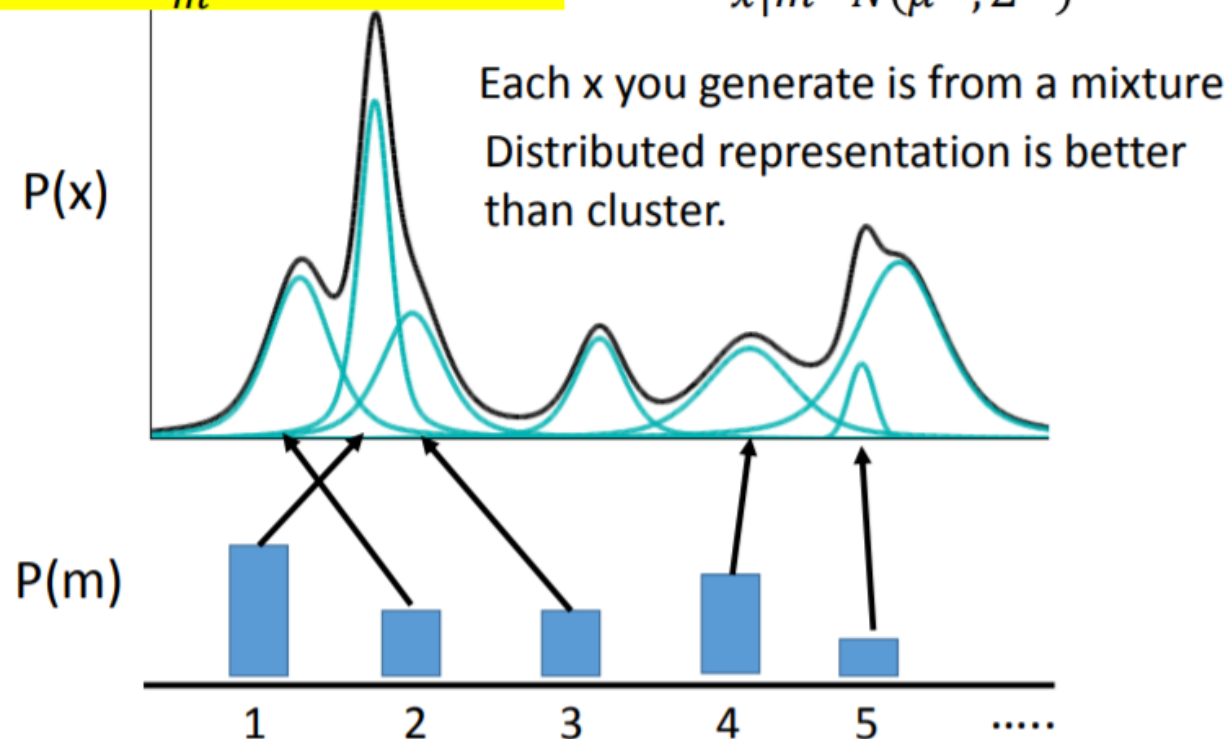 m
x|m
Each x you generate is from a mixture
Distributed representation is better
than cluster.
P(x)
P(m)
1 2 3 4 5 .....